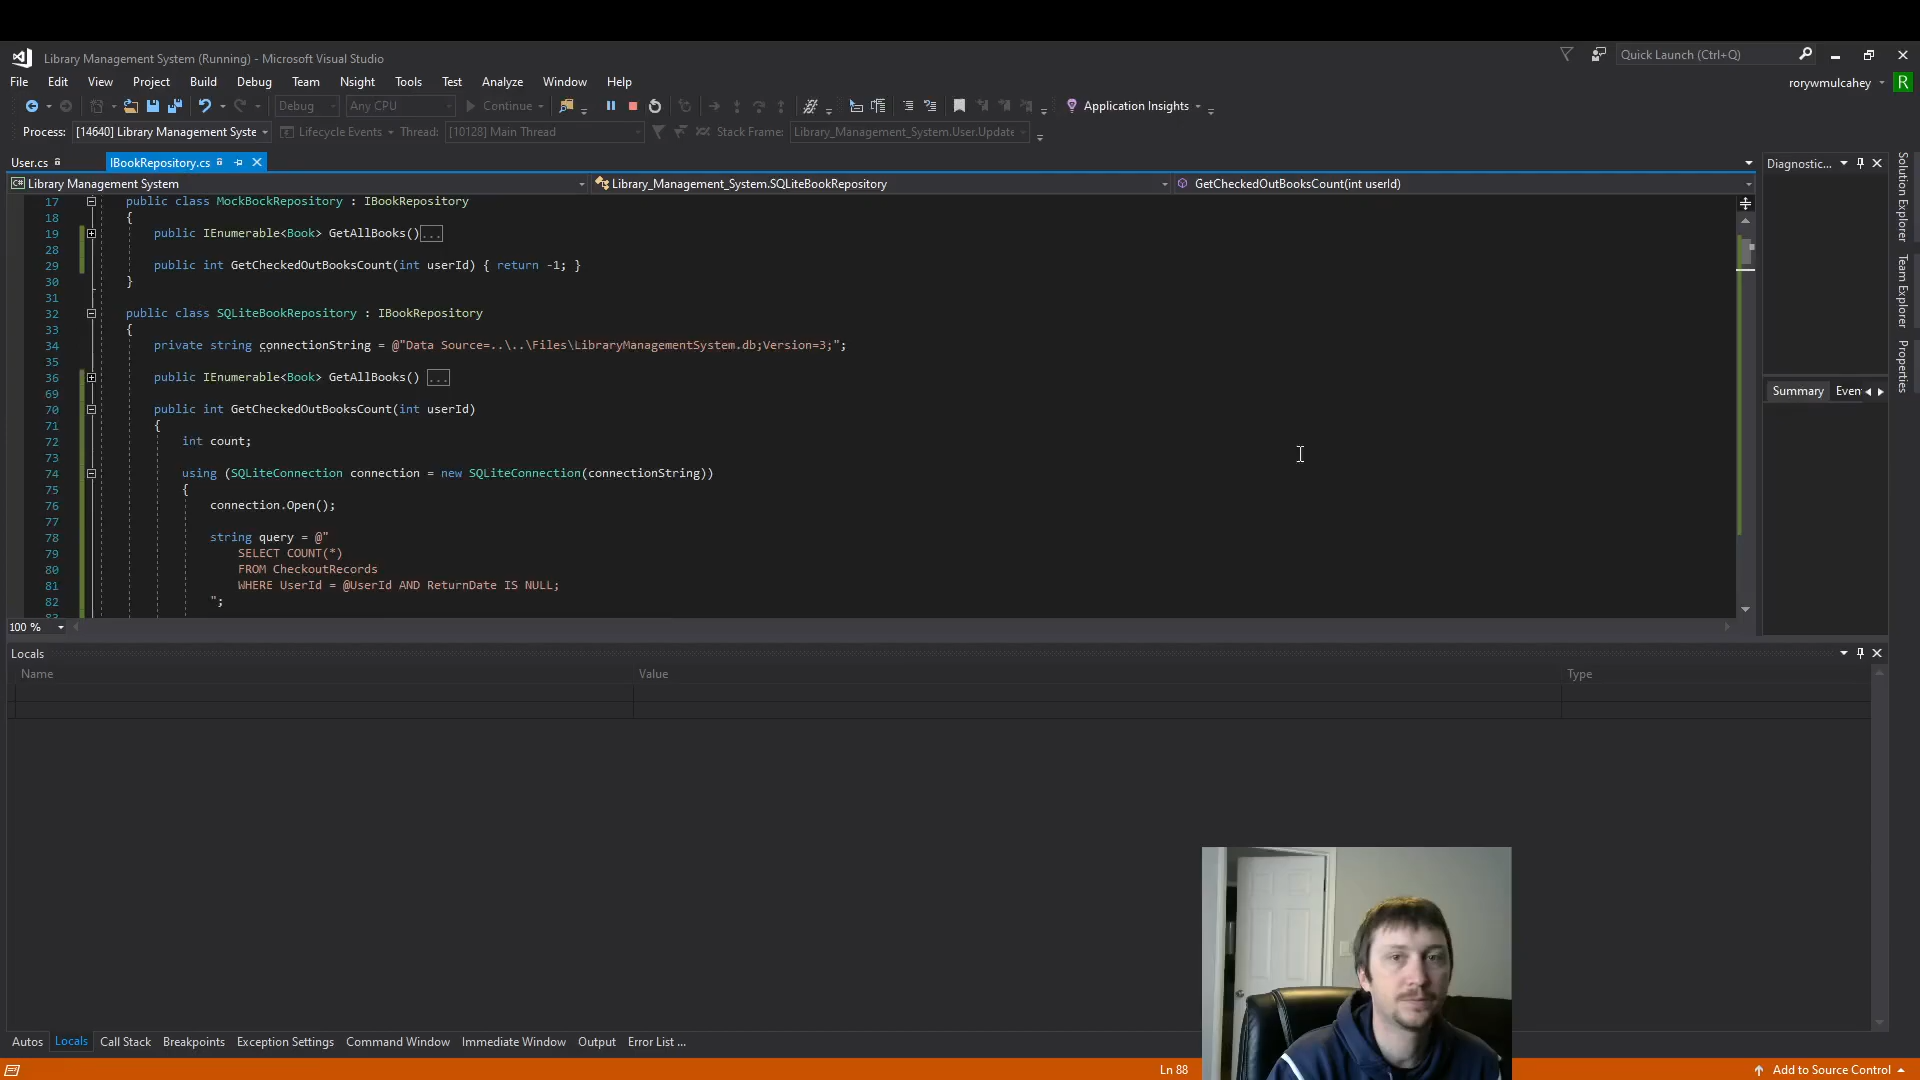 Library Management System (Running) - Microsoft Visual Studio
Quick Launch (Ctrl+Q)
File Edit View Project Build Debug Team Nsight Tools Test Analyze Window Help
rorywmulcahey R
Debug Any CPU Continue Application Insights
Process: [14640] Library Management Syste Lifecycle Events Thread: [10128] Main Thread Stack Frame: Library_Management_System.User.Update
User.cs IBookRepository.cs
Diagnostic...
Library Management System Library_Management_System.SQLiteBookRepository GetCheckedOutBooksCount(int userId)
17 public class MockBockRepository : IBookRepository
18 {
19 public IEnumerable<Book> GetAllBooks()...
28
29 public int GetCheckedOutBooksCount(int userId) { return -1; }
30 }
31
32 public class SQLiteBookRepository : IBookRepository
33 {
34 private string connectionString = @"Data Source=..\..\Files\LibraryManagementSystem.db;Version=3;";
35
36 public IEnumerable<Book> GetAllBooks() ...
69
70 public int GetCheckedOutBooksCount(int userId)
71 {
72 int count;
73
74 using (SQLiteConnection connection = new SQLiteConnection(connectionString))
75 {
76 connection.Open();
77
78 string query = @"
79 SELECT COUNT(*)
80 FROM CheckoutRecords
81 WHERE UserId = @UserId AND ReturnDate IS NULL;
82 ";
83
Summary Even
Solution Explorer
Team Explorer
Properties
100 %
Locals
Name Value Type
Autos Locals Call Stack Breakpoints Exception Settings Command Window Immediate Window Output Error List ...
Ln 88 Add to Source Control